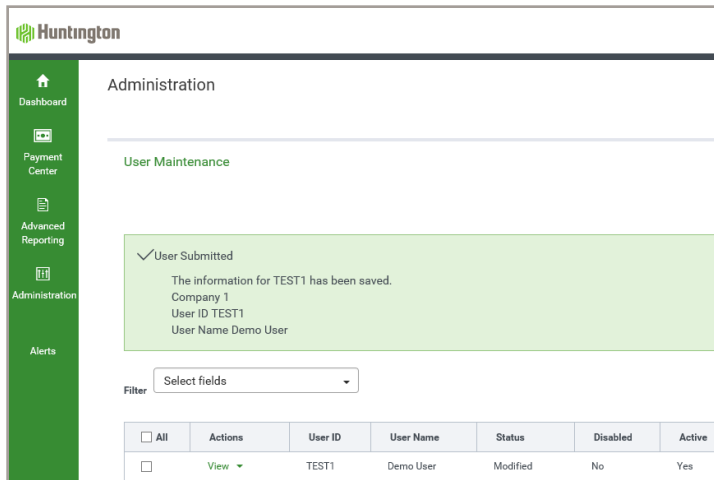 Huntington
Dashboard
Payment
Center
Advanced
Reporting
Administration
Alerts
Administration
User Maintenance
User Submitted
The information for TEST1 has been saved.
Company 1
User ID TEST1
User Name Demo User
Filter Select fields
All Actions User ID User Name Status Disabled Active
View TEST1 Demo User Modified No Yes